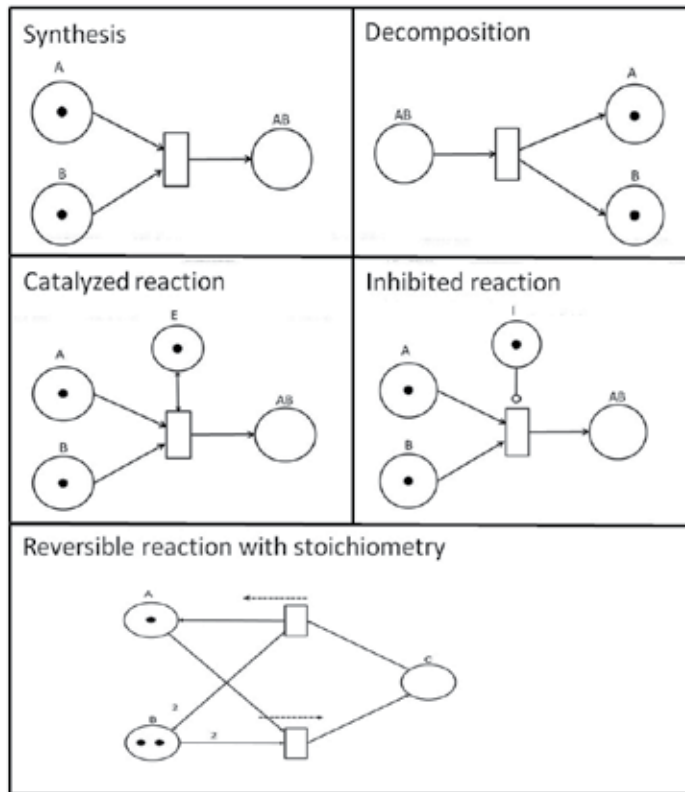 Synthesis
A
B
AB
Decomposition
AB
A
B
Catalyzed reaction
E
A
B
AB
Inhibited reaction
I
A
B
AB
Reversible reaction with stoichiometry
A
C
2
B
2